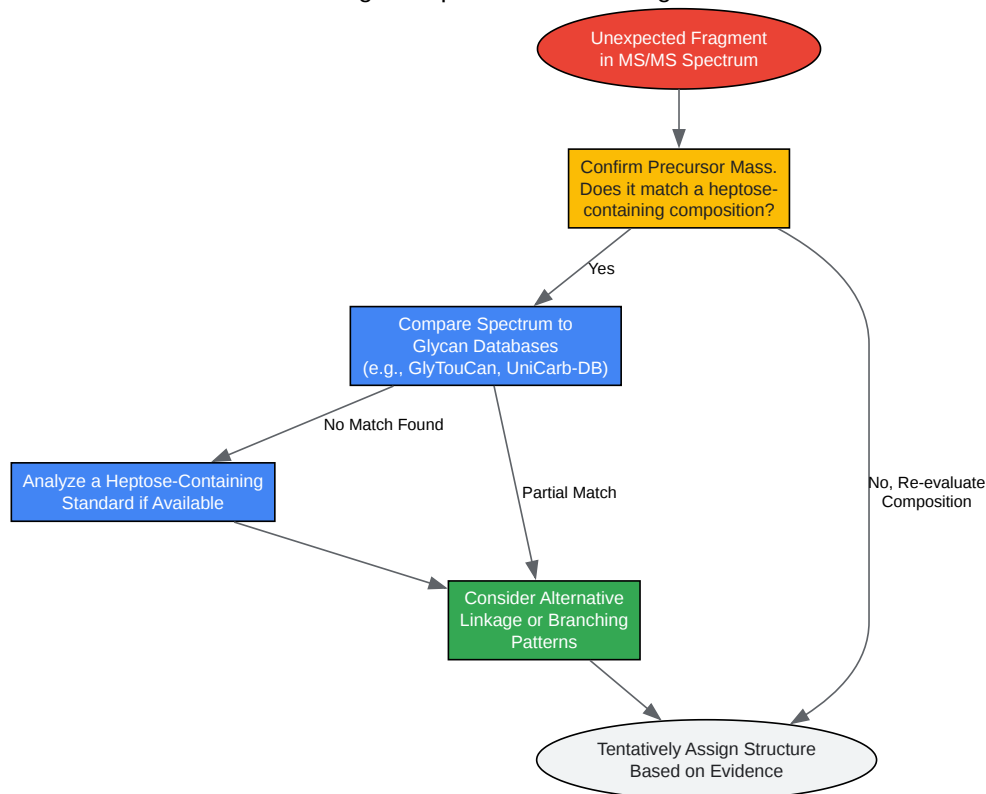 Unexpected Fragment
in MS/MS Spectrum
Confirm Precursor Mass.
Does it match a heptose-
containing composition?
Yes
Compare Spectrum to
Glycan Databases
(e.g., GlyTouCan, UniCarb-DB)
No Match Found
Analyze a Heptose-Containing
Standard if Available
Partial Match
No, Re-evaluate
Composition
Consider Alternative
Linkage or Branching
Patterns
Tentatively Assign Structure
Based on Evidence